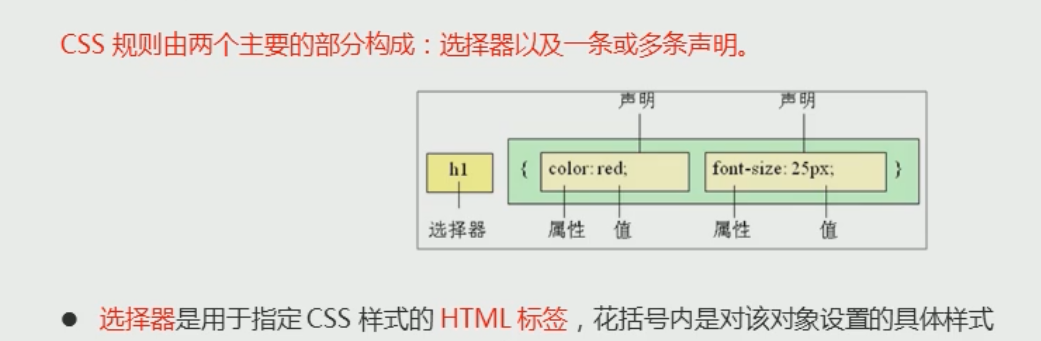 CSS 规则由两个主要的部分构成：选择器以及一条或多条声明。
声明 声明
h1 { color: red; font-size: 25px; }
选择器 属性 值 属性 值
● 选择器是用于指定 CSS 样式的 HTML 标签，花括号内是对该对象设置的具体样式